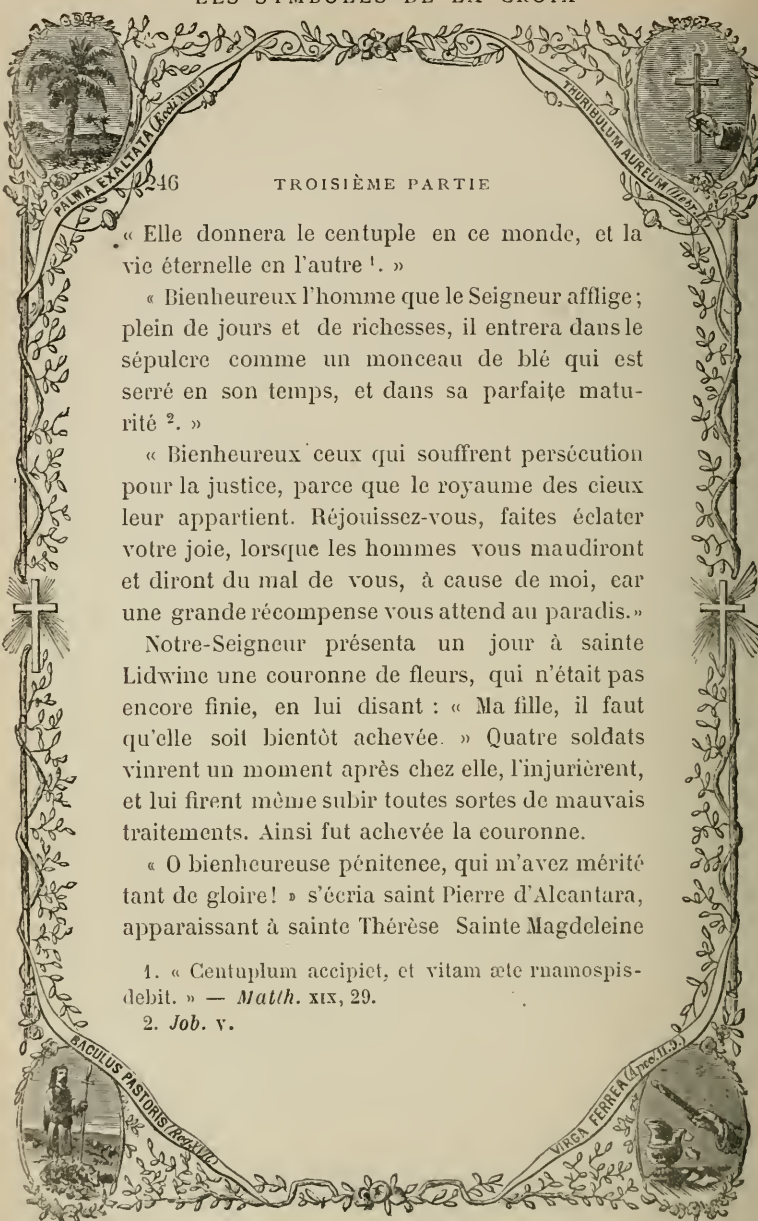 LES SYMBOLES DE LA CROIX
PALMA EXALTATA (Eccli XXIV)
THURIBULUM AUREUM (Hebr
246 TROISIÈME PARTIE
« Elle donnera le centuple en ce monde, et la
vie éternelle en l'autre ¹. »
« Bienheureux l'homme que le Seigneur afflige ;
plein de jours et de richesses, il entrera dans le
sépulcre comme un monceau de blé qui est
serré en son temps, et dans sa parfaite matu-
rité ². »
« Bienheureux ceux qui souffrent persécution
pour la justice, parce que le royaume des cieux
leur appartient. Réjouissez-vous, faites éclater
votre joie, lorsque les hommes vous maudiront
et diront du mal de vous, à cause de moi, car
une grande récompense vous attend au paradis. »
Notre-Seigneur présenta un jour à sainte
Lidwine une couronne de fleurs, qui n'était pas
encore finie, en lui disant : « Ma fille, il faut
qu'elle soit bientôt achevée. » Quatre soldats
vinrent un moment après chez elle, l'injurièrent,
et lui firent même subir toutes sortes de mauvais
traitements. Ainsi fut achevée la couronne.
« O bienheureuse pénitence, qui m'avez mérité
tant de gloire ! » s'écria saint Pierre d'Alcantara,
apparaissant à sainte Thérèse Sainte Magdeleine
1. « Centuplum accipiet, et vitam æte rnamospis-
debit. » — Matth. XIX, 29.
2. Job. V.
BACULUS PASTORIS (Reg. XVII)
VIRGA FERREA (Apoc. II.)